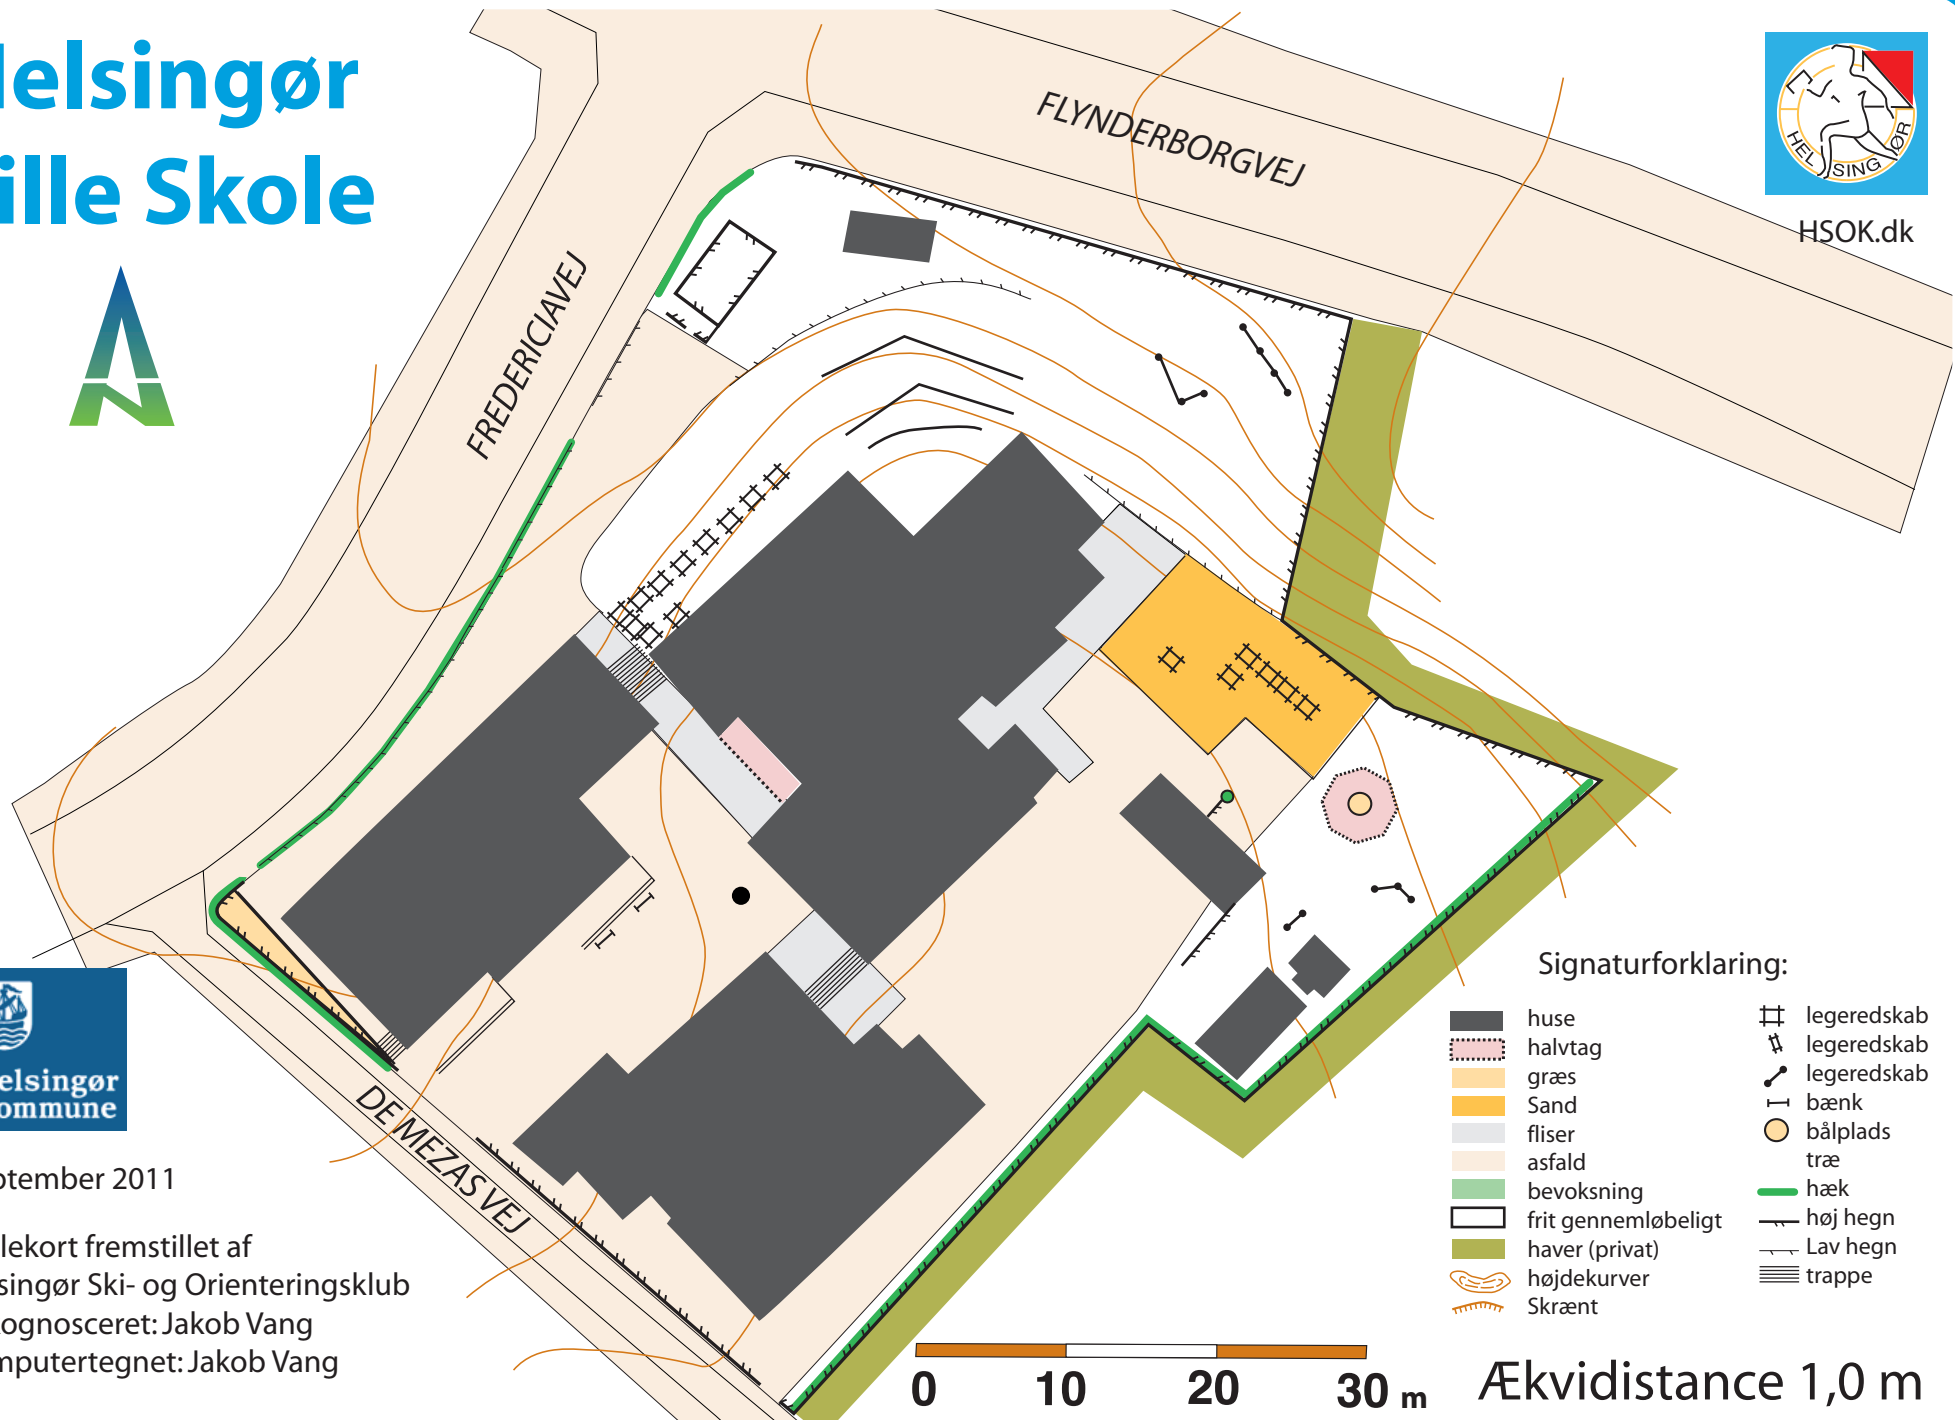 elsingør
ille Skole
FLYNDERBORGVEJ
HELSINGØR
HSOK.dk
FREDERICIAVEJ
elsingør
ommune
DE MEZAS VEJ
ptember 2011
lekort fremstillet af
singør Ski- og Orienteringsklub
ognosceret: Jakob Vang
mputertegnet: Jakob Vang
Signaturforklaring:
huse
halvtag
græs
Sand
fliser
asfald
bevoksning
frit gennemløbeligt
haver (privat)
højdekurver
Skrænt
legeredskab
legeredskab
legeredskab
bænk
bålplads
træ
hæk
høj hegn
Lav hegn
trappe
0 10 20 30 m
Ækvidistance 1,0 m